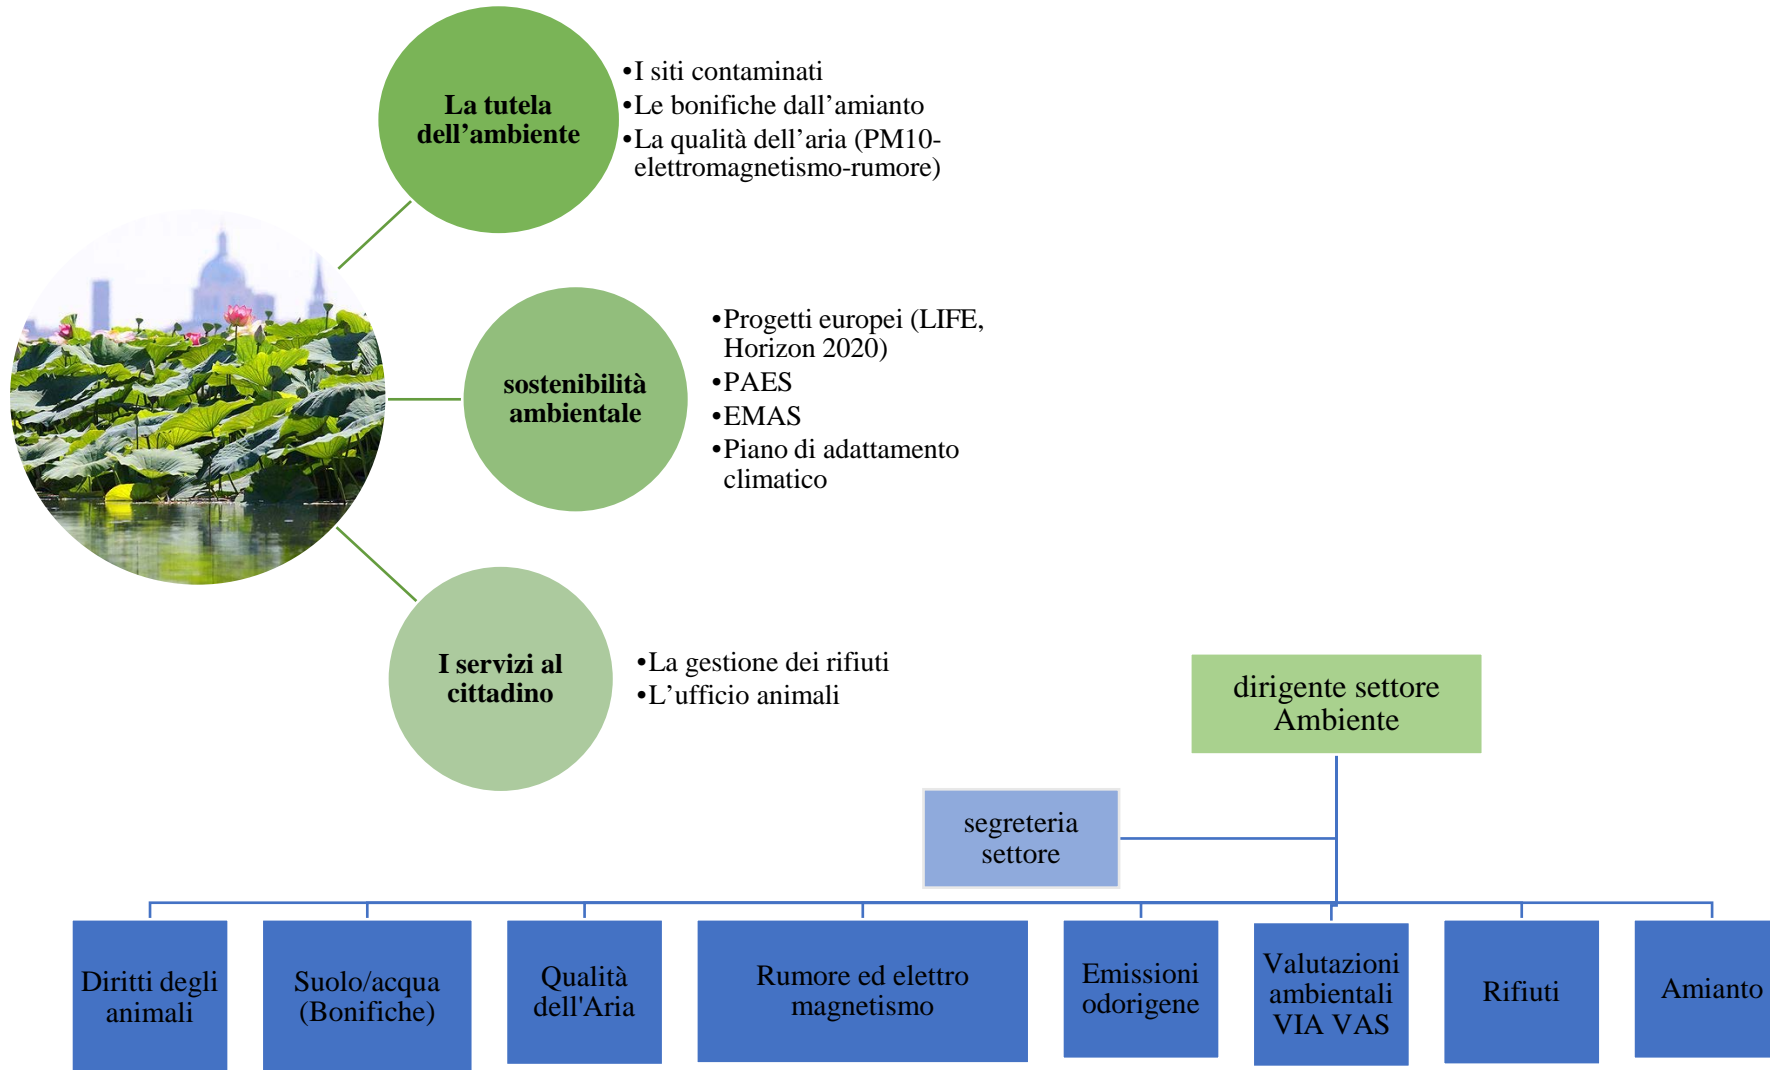 La tutela
dell’ambiente
•I siti contaminati
•Le bonifiche dall’amianto
•La qualità dell’aria (PM10-
elettromagnetismo-rumore)
sostenibilità
ambientale
•Progetti europei (LIFE,
Horizon 2020)
•PAES
•EMAS
•Piano di adattamento
climatico
I servizi al
cittadino
•La gestione dei rifiuti
•L’ufficio animali
dirigente settore
Ambiente
segreteria
settore
Diritti degli
animali
Suolo/acqua
(Bonifiche)
Qualità
dell'Aria
Rumore ed elettro
magnetismo
Emissioni
odorigene
Valutazioni
ambientali
VIA VAS
Rifiuti
Amianto